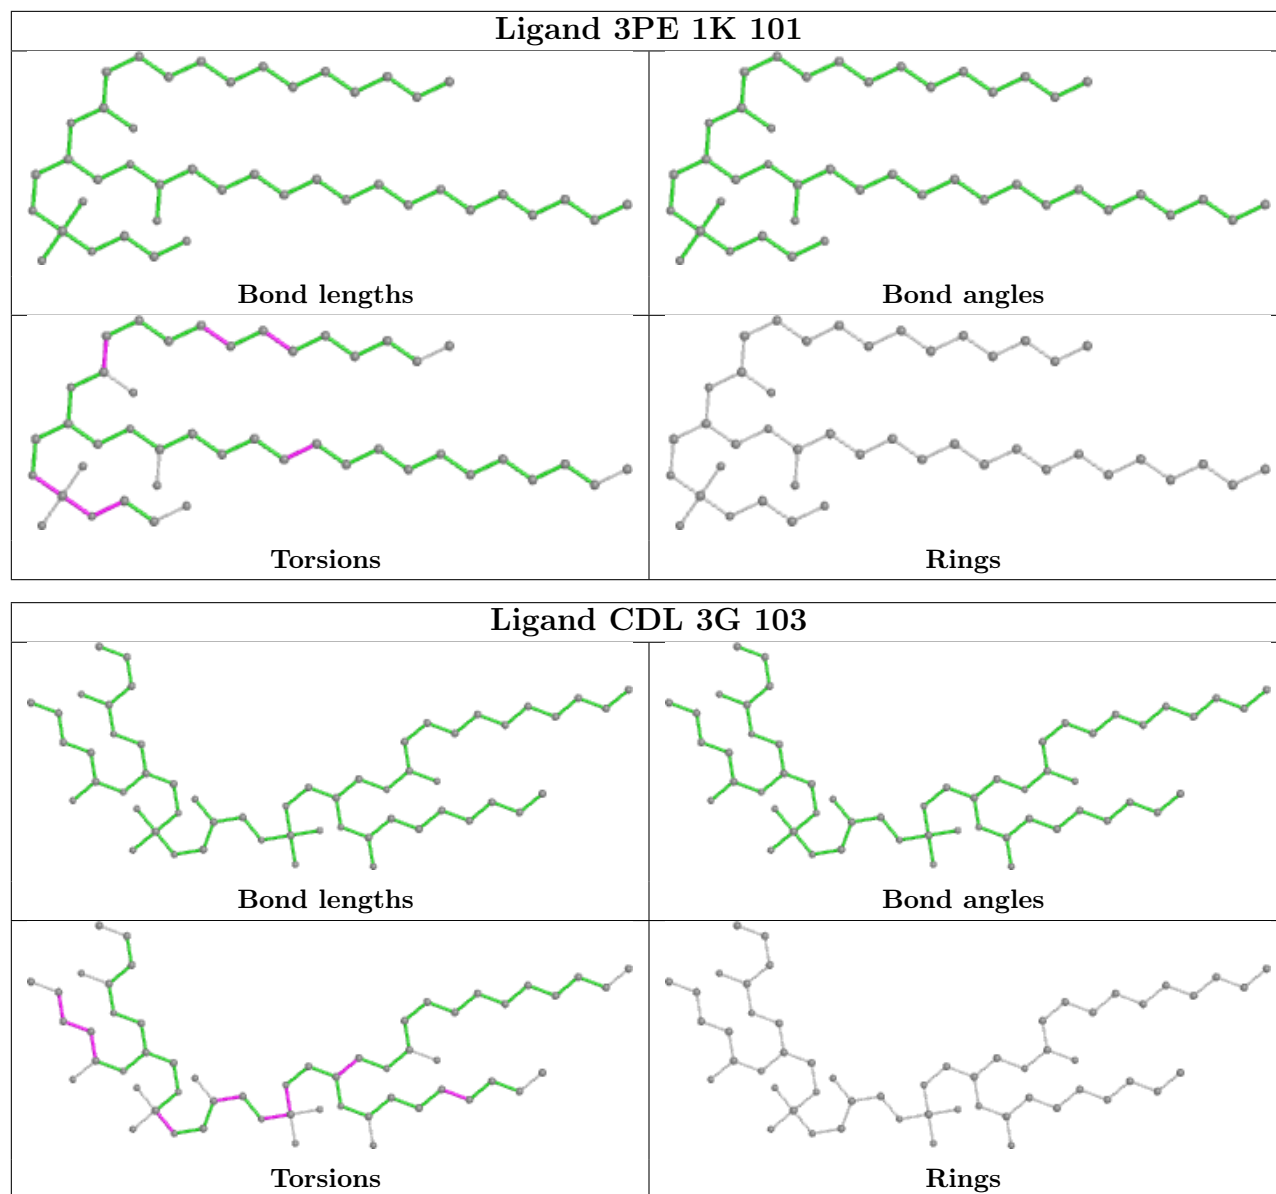 Ligand 3PE 1K 101
Bond lengths
Bond angles
Torsions
Rings
Ligand CDL 3G 103
Bond lengths
Bond angles
Torsions
Rings